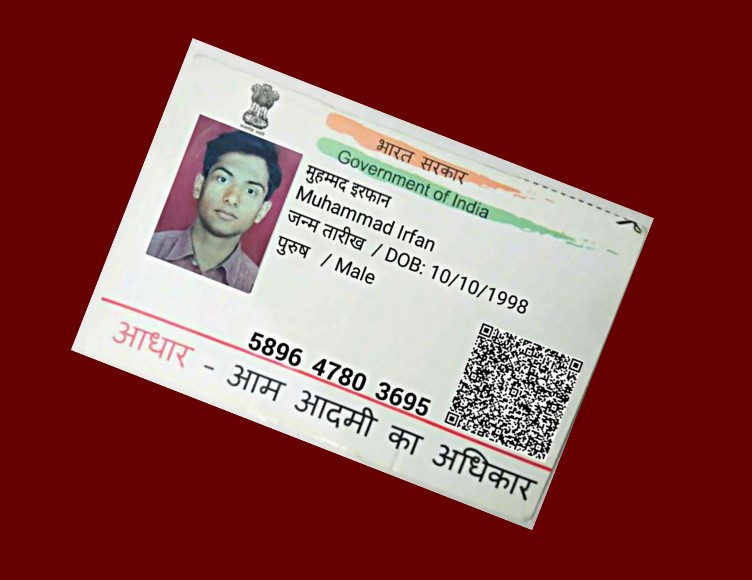 भारत सरकार
Government of India
मुहम्मद इरफान
Muhammad Irfan
जन्म तारीख / DOB: 10/10/1998
पुरुष / Male
5896 4780 3695
आधार - आम आदमी का अधिकार